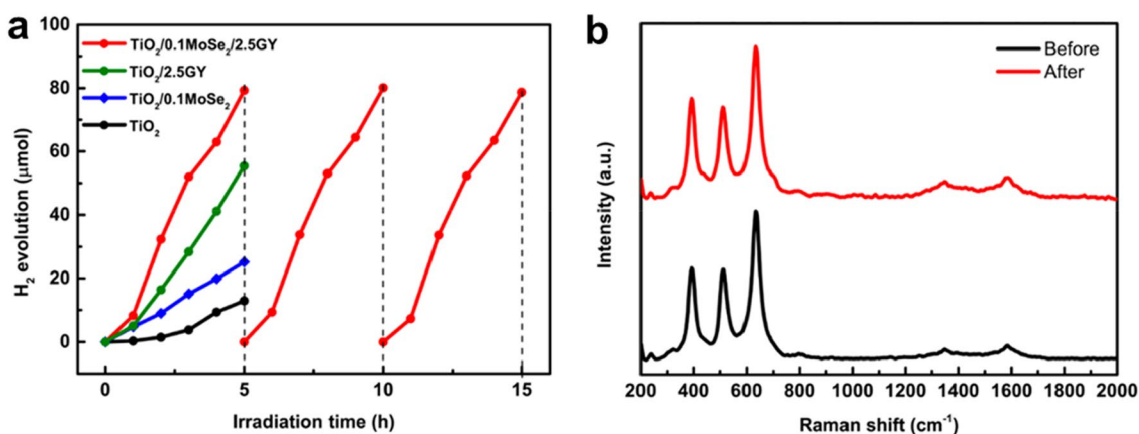 a
100
80
60
40
20
0
H₂ evolution (μmol)
TiO₂/0.1MoSe₂/2.5GY
TiO₂/2.5GY
TiO₂/0.1MoSe₂
TiO₂
0 5 10 15
Irradiation time (h)
b
Before
After
Intensity (a.u.)
200 400 600 800 1000 1200 1400 1600 1800 2000
Raman shift (cm⁻¹)